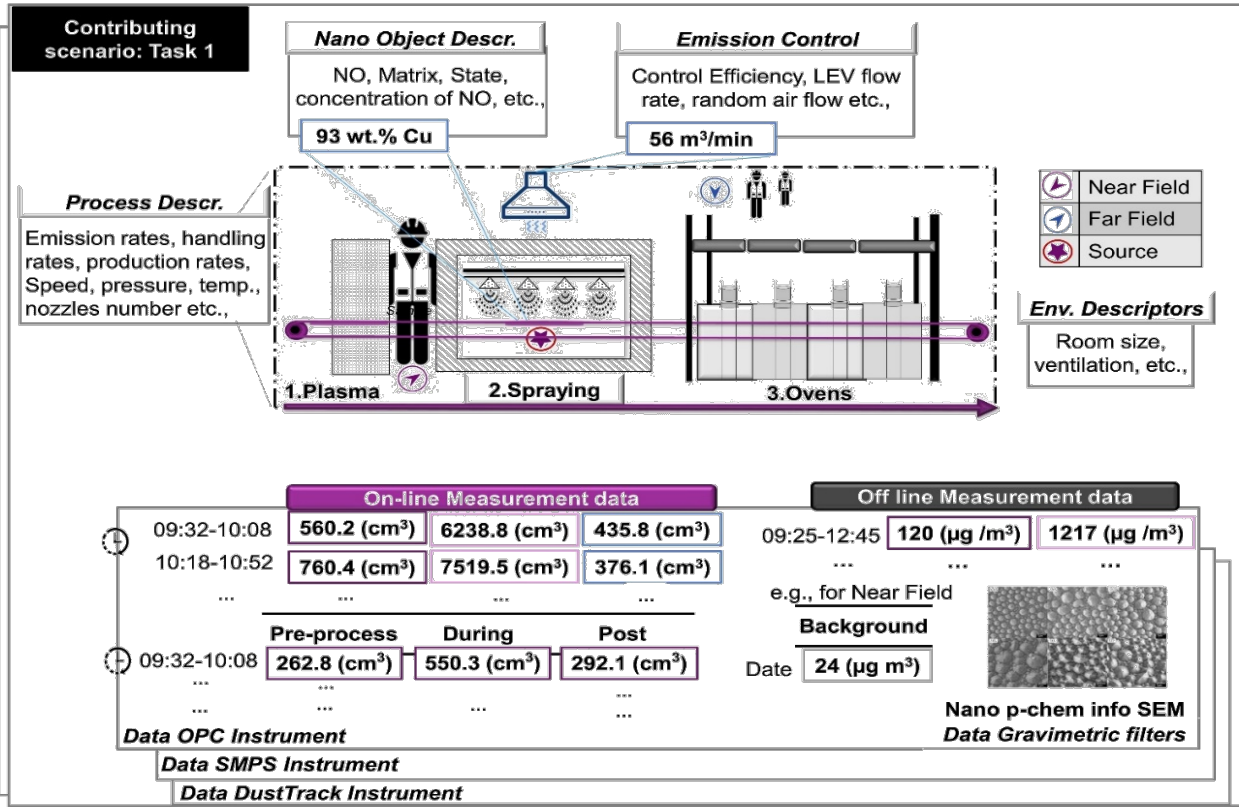 Contributing
scenario: Task 1
Nano Object Descr.
NO, Matrix, State,
concentration of NO, etc.,
93 wt.% Cu
Emission Control
Control Efficiency, LEV flow
rate, random air flow etc.,
56 m³/min
Process Descr.
Emission rates, handling
rates, production rates,
Speed, pressure, temp.,
nozzles number etc.,
Near Field
Far Field
Source
Env. Descriptors
Room size,
ventilation, etc.,
1.Plasma
2.Spraying
3.Ovens
On-line Measurement data
09:32-10:08 560.2 (cm³) 6238.8 (cm³) 435.8 (cm³)
10:18-10:52 760.4 (cm³) 7519.5 (cm³) 376.1 (cm³)
... ... ... ...
Pre-process During Post
09:32-10:08 262.8 (cm³) 550.3 (cm³) 292.1 (cm³)
... ... ...
... ... ... ...
Data OPC Instrument
Data SMPS Instrument
Data DustTrack Instrument
Off line Measurement data
09:25-12:45 120 (µg /m³) 1217 (µg /m³)
... ... ...
e.g., for Near Field
Background
Date 24 (µg m³)
Nano p-chem info SEM
Data Gravimetric filters